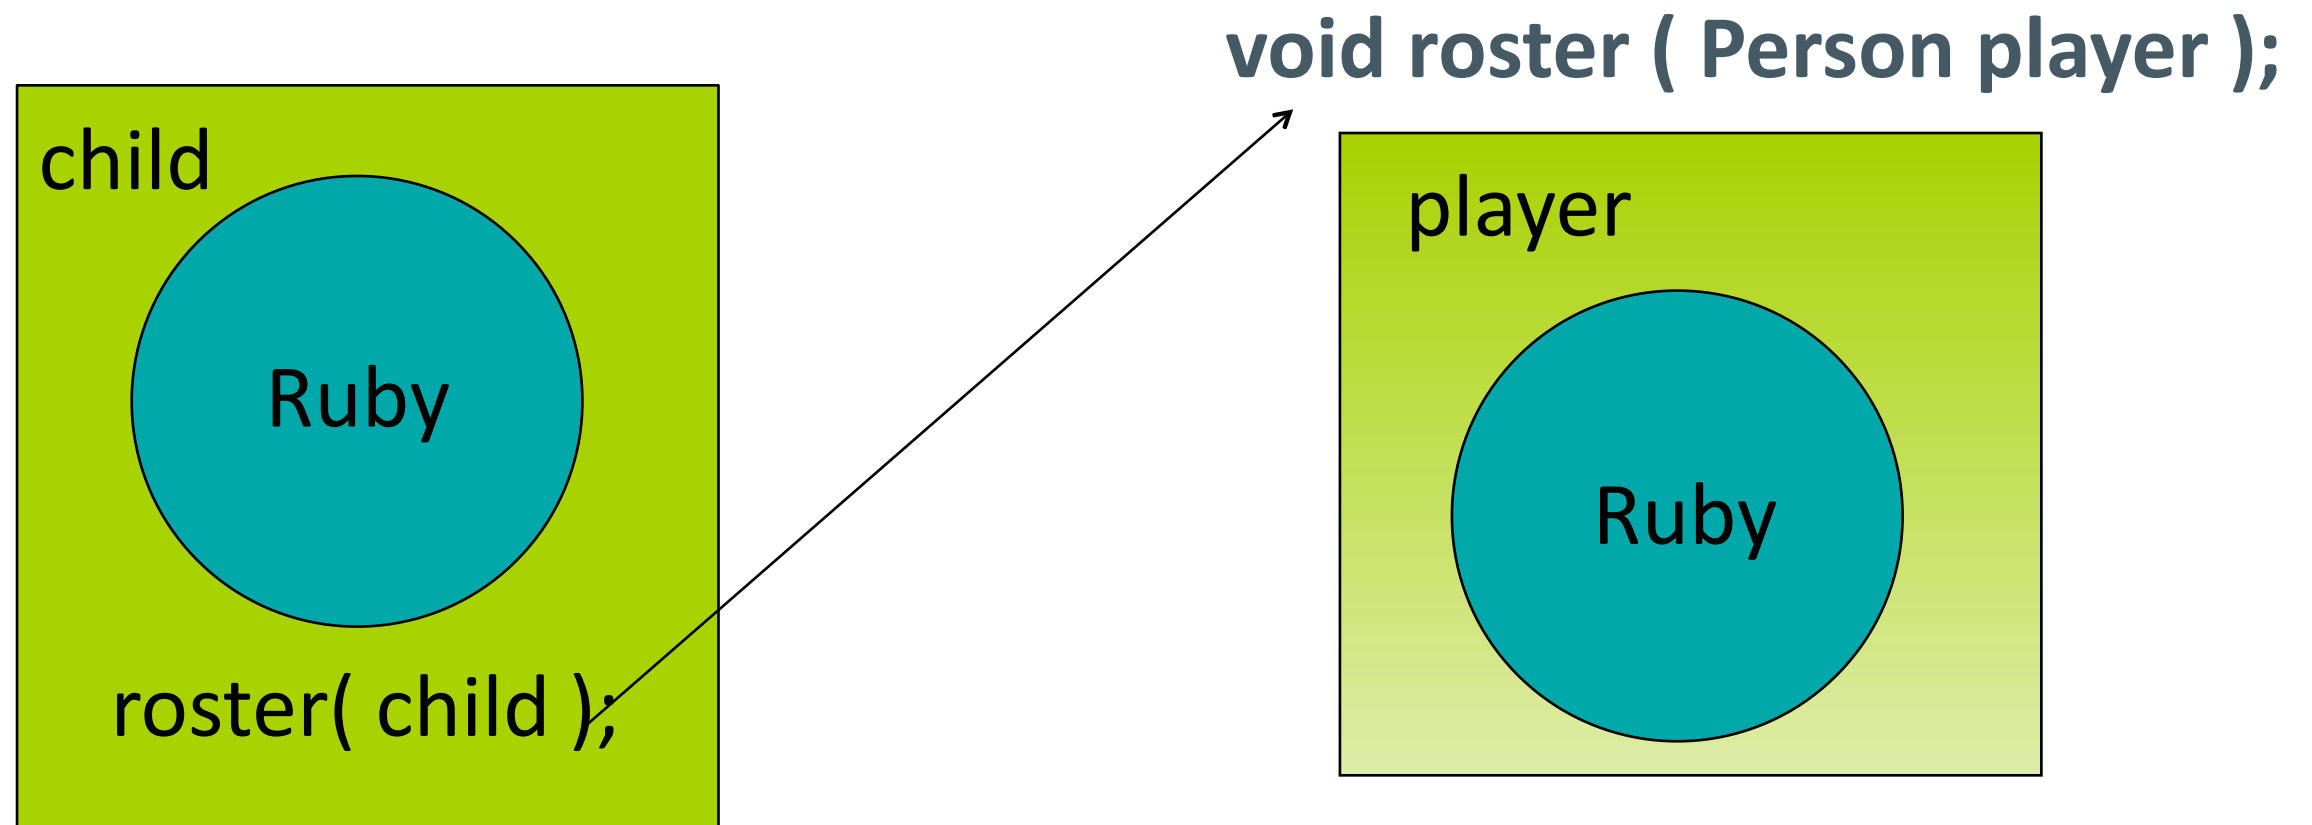 void roster ( Person player );
child
Ruby
roster( child );
player
Ruby